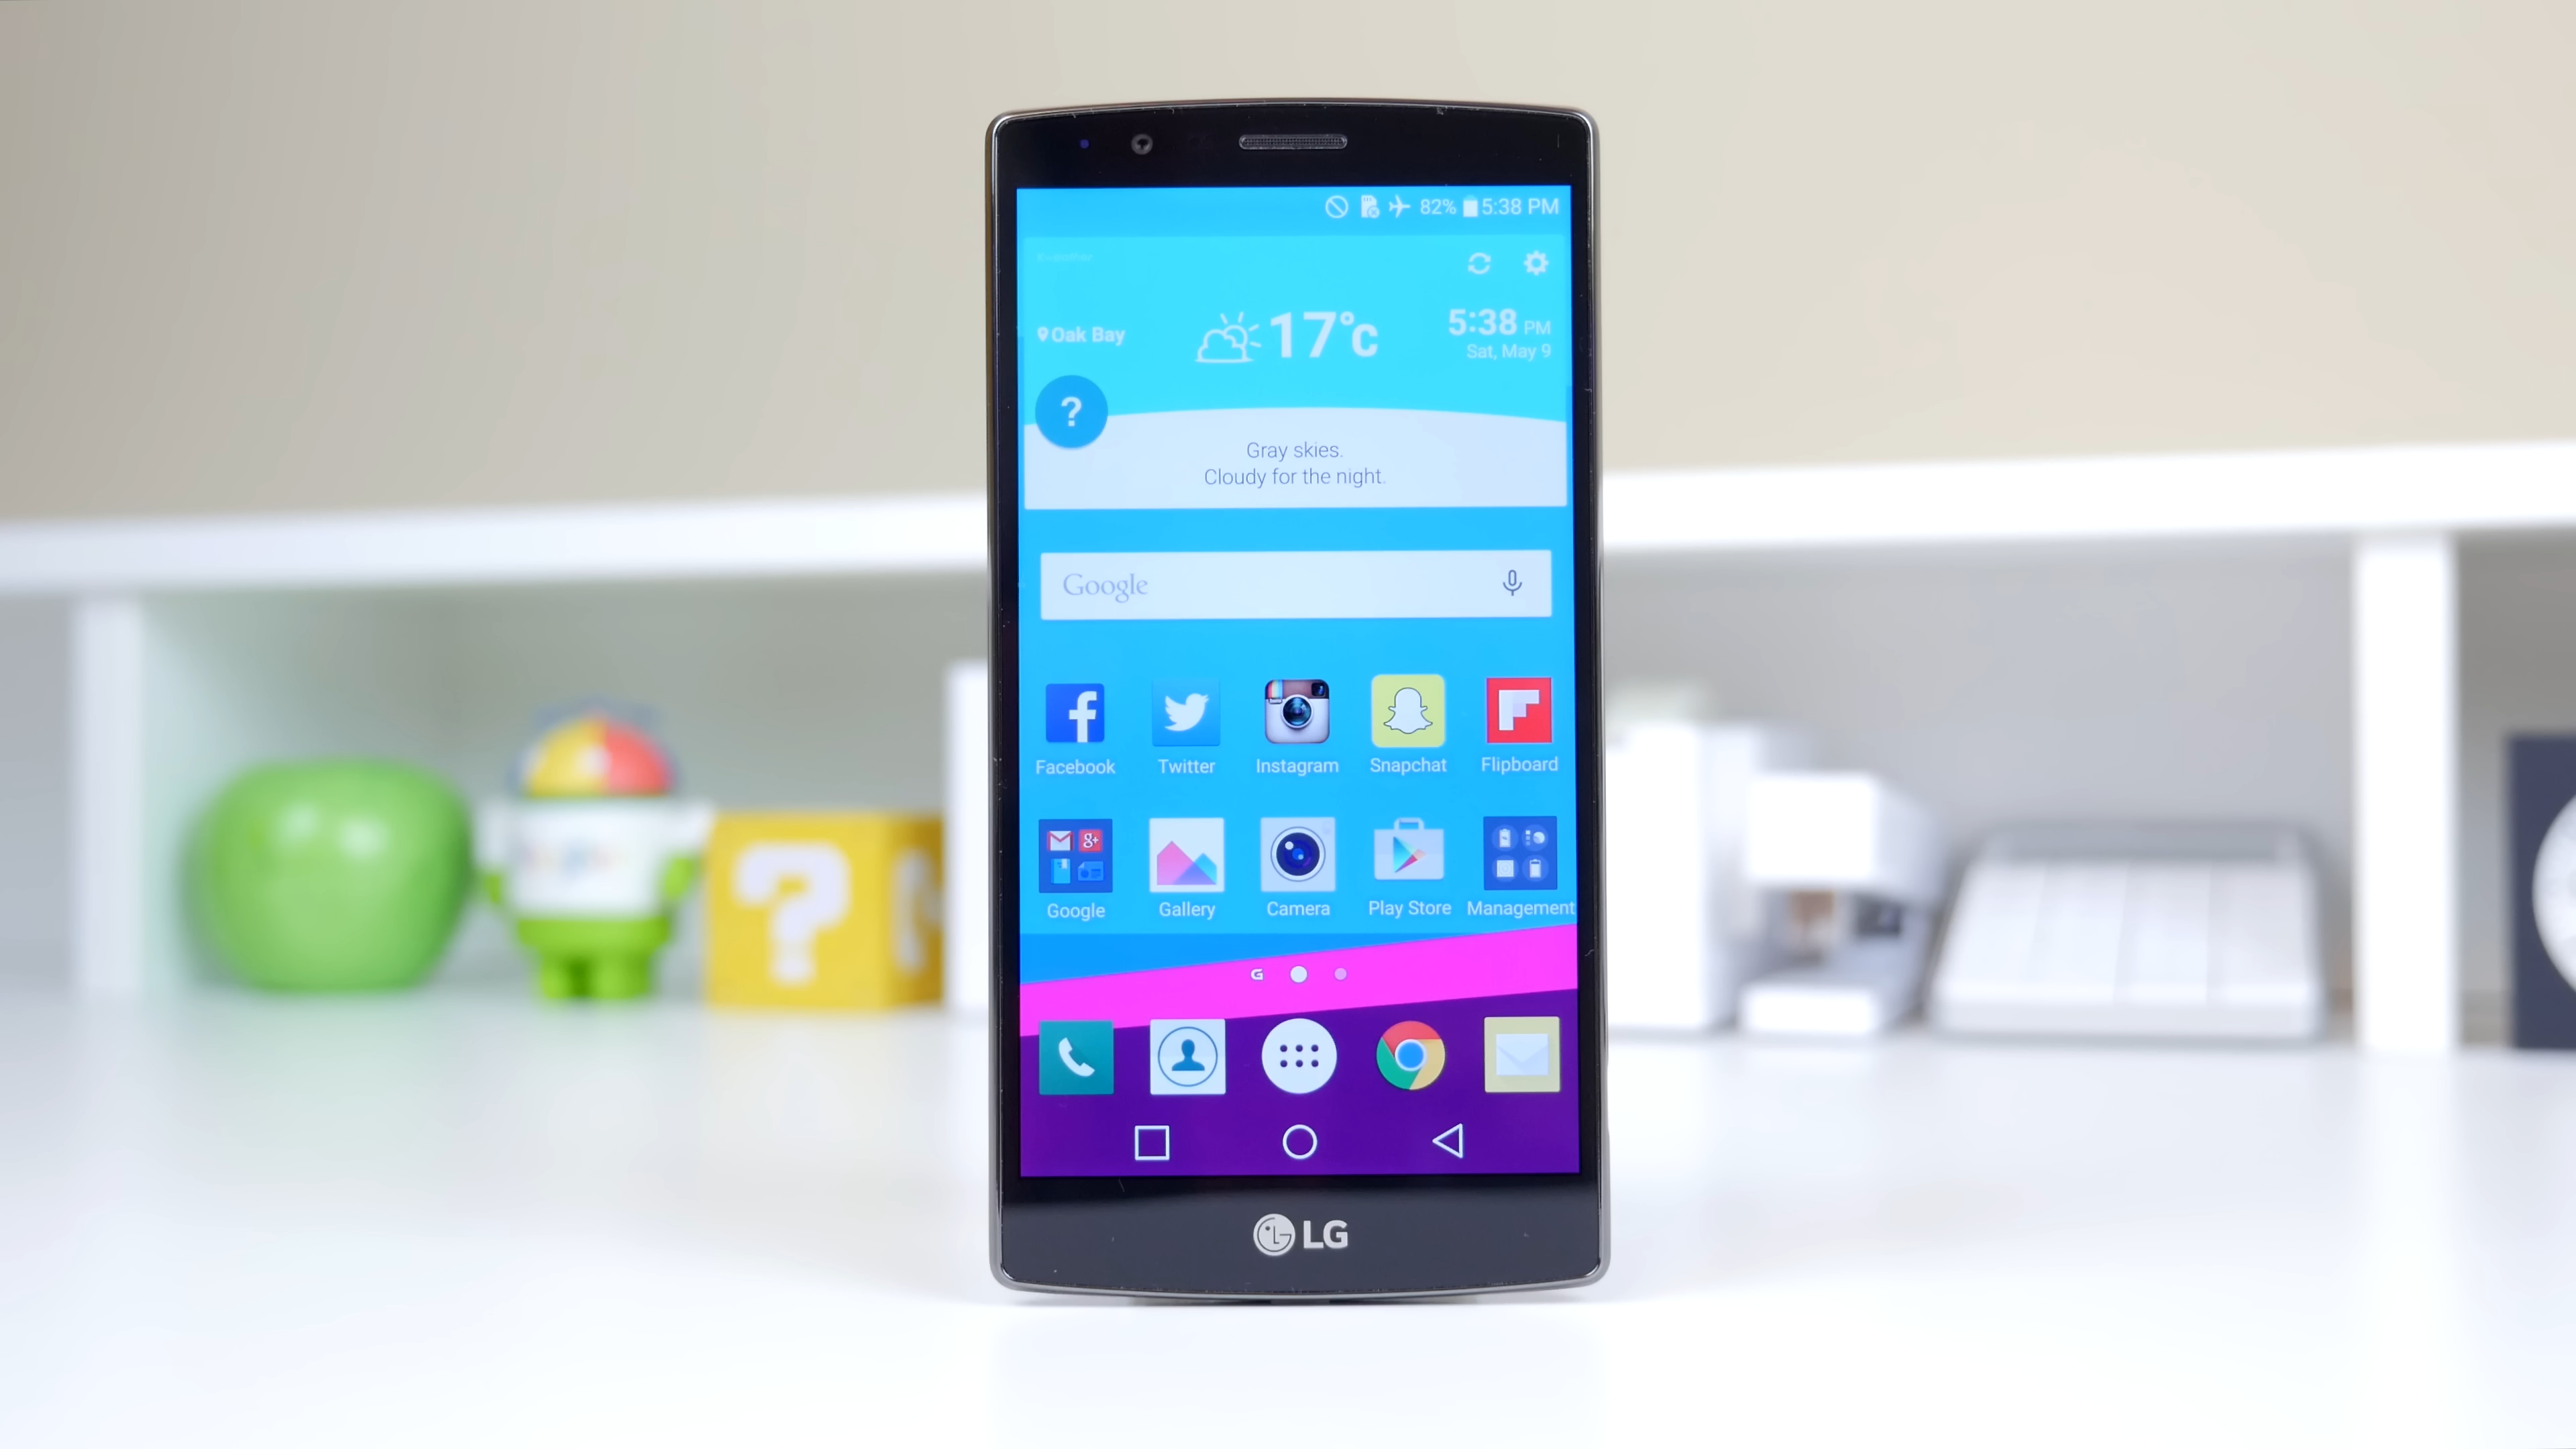 82% 5:38 PM
Oak Bay
17°c
5:38 PM
Sat, May 9
?
Gray skies.
Cloudy for the night.
Google
Facebook Twitter Instagram Snapchat Flipboard
8+
Google Gallery Camera Play Store Management
G
LG
?